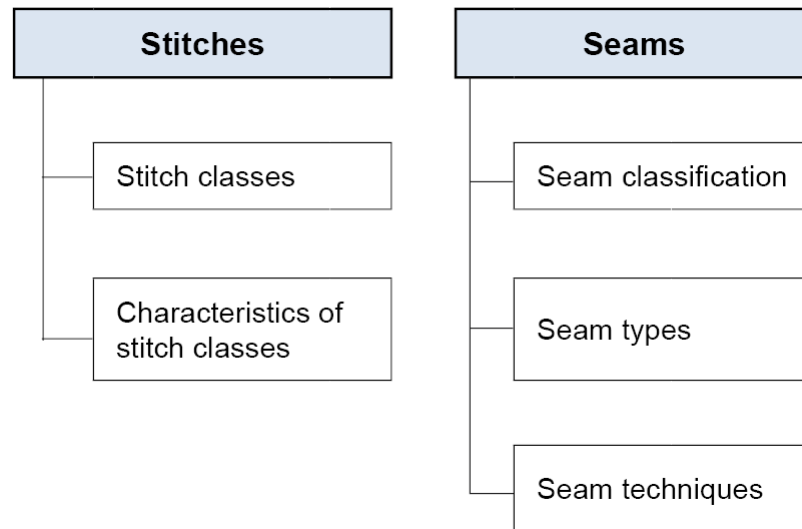 Stitches
Stitch classes
Characteristics of
stitch classes
Seams
Seam classification
Seam types
Seam techniques